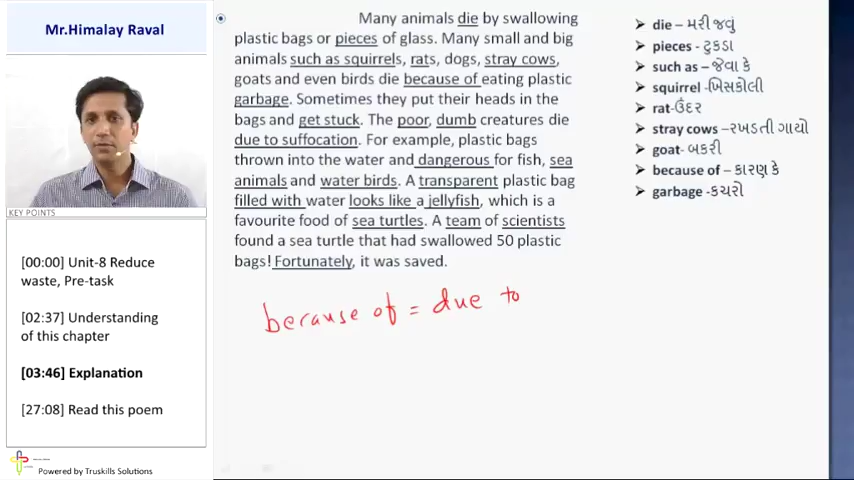 Mr.Himalay Raval
KEY POINTS
[00:00] Unit-8 Reduce
waste, Pre-task
[02:37] Understanding
of this chapter
[03:46] Explanation
[27:08] Read this poem
Powered by Truskills Solutions
Many animals die by swallowing
plastic bags or pieces of glass. Many small and big
animals such as squirrels, rats, dogs, stray cows,
goats and even birds die because of eating plastic
garbage. Sometimes they put their heads in the
bags and get stuck. The poor, dumb creatures die
due to suffocation. For example, plastic bags
thrown into the water and dangerous for fish, sea
animals and water birds. A transparent plastic bag
filled with water looks like a jellyfish, which is a
favourite food of sea turtles. A team of scientists
found a sea turtle that had swallowed 50 plastic
bags! Fortunately, it was saved.
because of = due to
die – મરી જવું
pieces - ટુકડા
such as – જેવા કે
squirrel -ખિસકોલી
rat-ઉંદર
stray cows –રખડતી ગાયો
goat- બકરી
because of – કારણ કે
garbage -કચરો